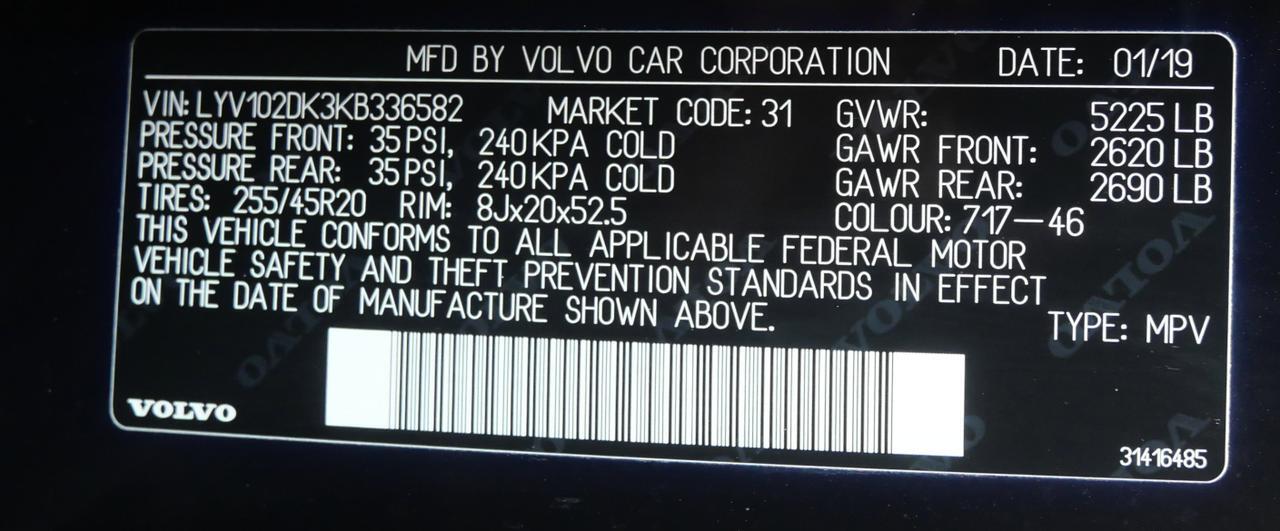 MFD BY VOLVO CAR CORPORATION DATE: 01/19
VIN: LYV102DK3KB336582 MARKET CODE: 31 GVWR: 5225 LB
PRESSURE FRONT: 35 PSI, 240 KPA COLD GAWR FRONT: 2620 LB
PRESSURE REAR: 35 PSI, 240 KPA COLD GAWR REAR: 2690 LB
TIRES: 255/45R20 RIM: 8Jx20x52.5 COLOUR: 717-46
THIS VEHICLE CONFORMS TO ALL APPLICABLE FEDERAL MOTOR
VEHICLE SAFETY AND THEFT PREVENTION STANDARDS IN EFFECT
ON THE DATE OF MANUFACTURE SHOWN ABOVE.
TYPE: MPV
VOLVO
31416485